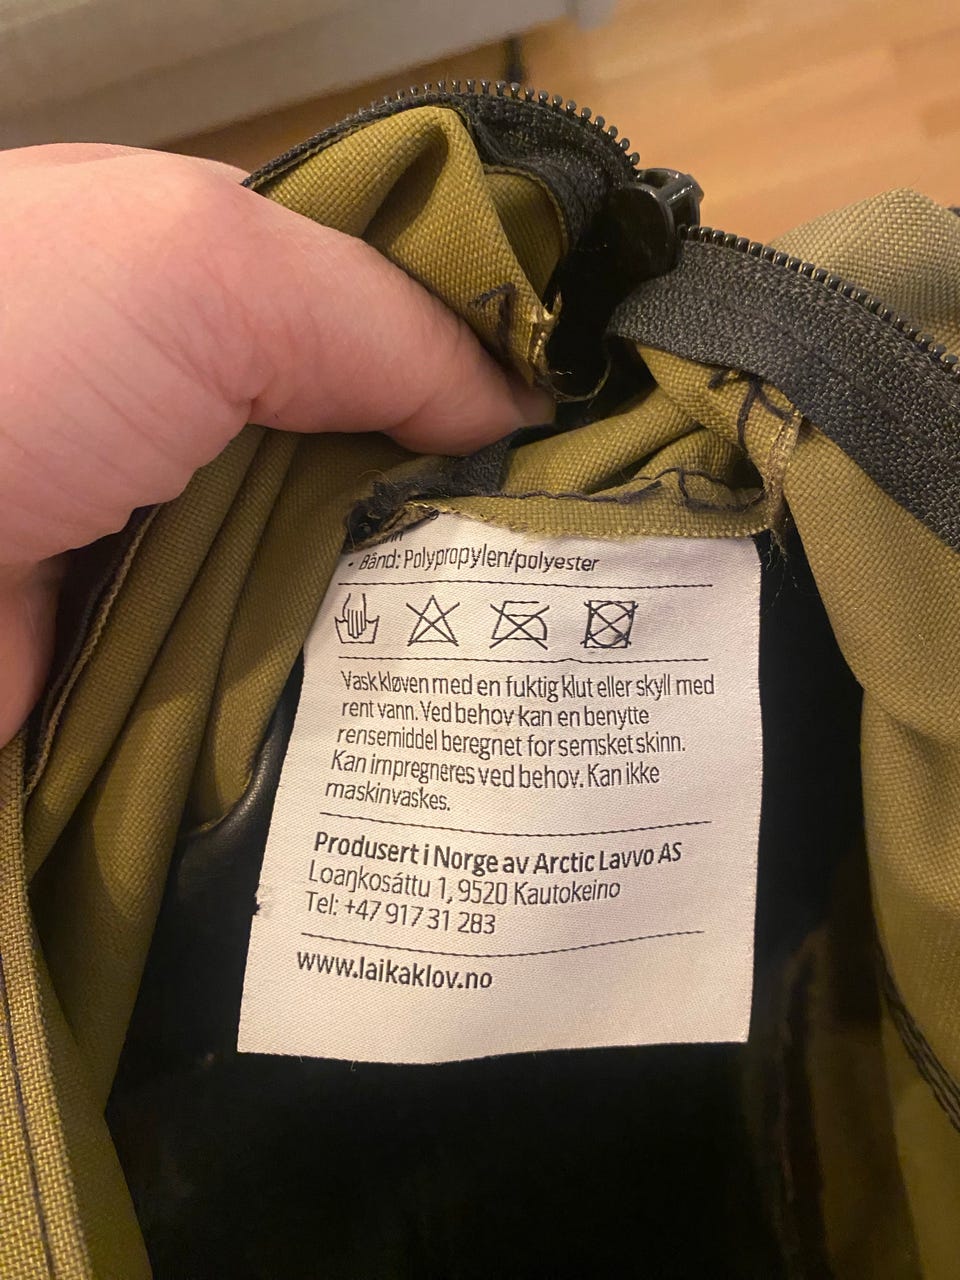 • Bånd: Polypropylen/polyester
Vask kløven med en fuktig klut eller skyll med
rent vann. Ved behov kan en benytte
rensemiddel beregnet for semsket skinn.
Kan impregneres ved behov. Kan ikke
maskinvaskes.
Produsert i Norge av Arctic Lavvo AS
Loaŋkosáttu 1, 9520 Kautokeino
Tel: +47 917 31 283
www.laikaklov.no